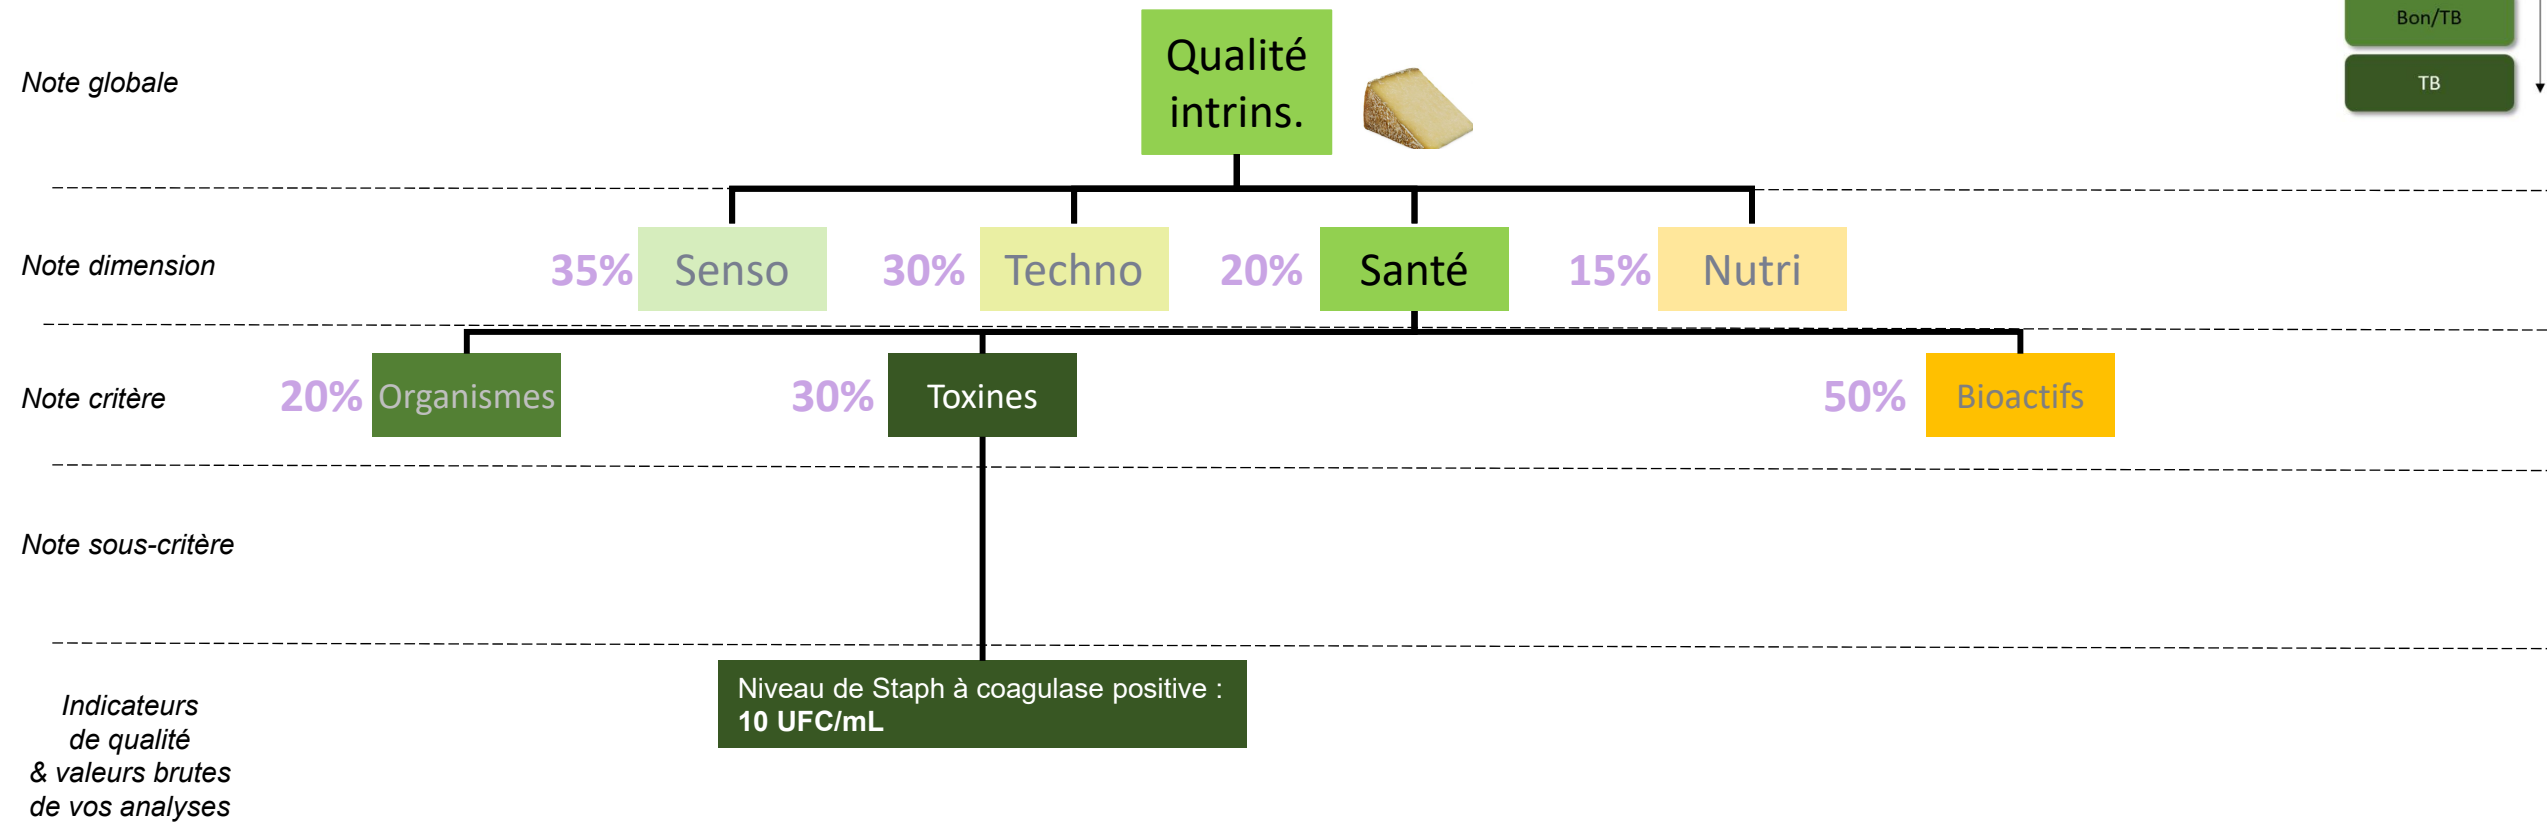 Bon/TB
TB
Note globale
Qualité
intrins.
Note dimension
35% Senso
30% Techno
20% Santé
15% Nutri
Note critère
20% Organismes
30% Toxines
50% Bioactifs
Note sous-critère
Indicateurs
de qualité
& valeurs brutes
de vos analyses
Niveau de Staph à coagulase positive :
10 UFC/mL